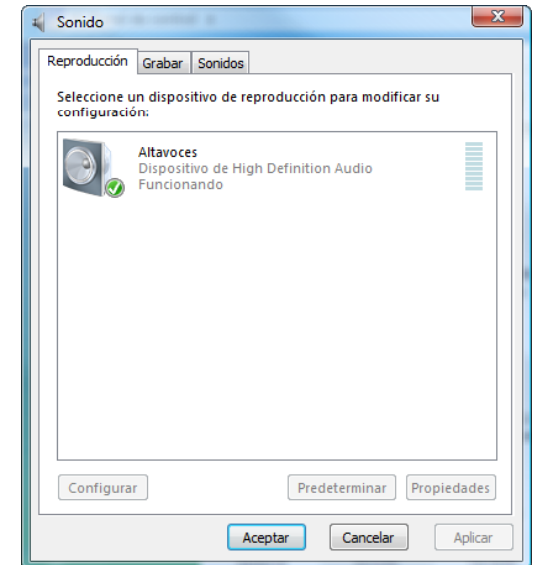 Sonido
Reproducción Grabar Sonidos
Seleccione un dispositivo de reproducción para modificar su
configuración:
Altavoces
Dispositivo de High Definition Audio
Funcionando
Configurar Predeterminar Propiedades
Aceptar Cancelar Aplicar